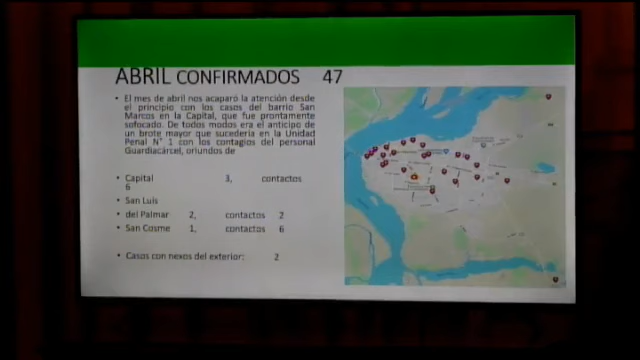 ABRIL CONFIRMADOS 47
• El mes de abril nos acaparó la atención desde
el principio con los casos del barrio San
Marcos en la Capital, que fue prontamente
sofocado. De todos modos era el anticipo de
un brote mayor que sucedería en la Unidad
Penal N° 1 con los contagios del personal
Guardiacárcel, oriundos de
• Capital 3, contactos
6
• San Luis
• del Palmar 2, contactos 2
• San Cosme 1, contactos 6
• Casos con nexos del exterior: 2